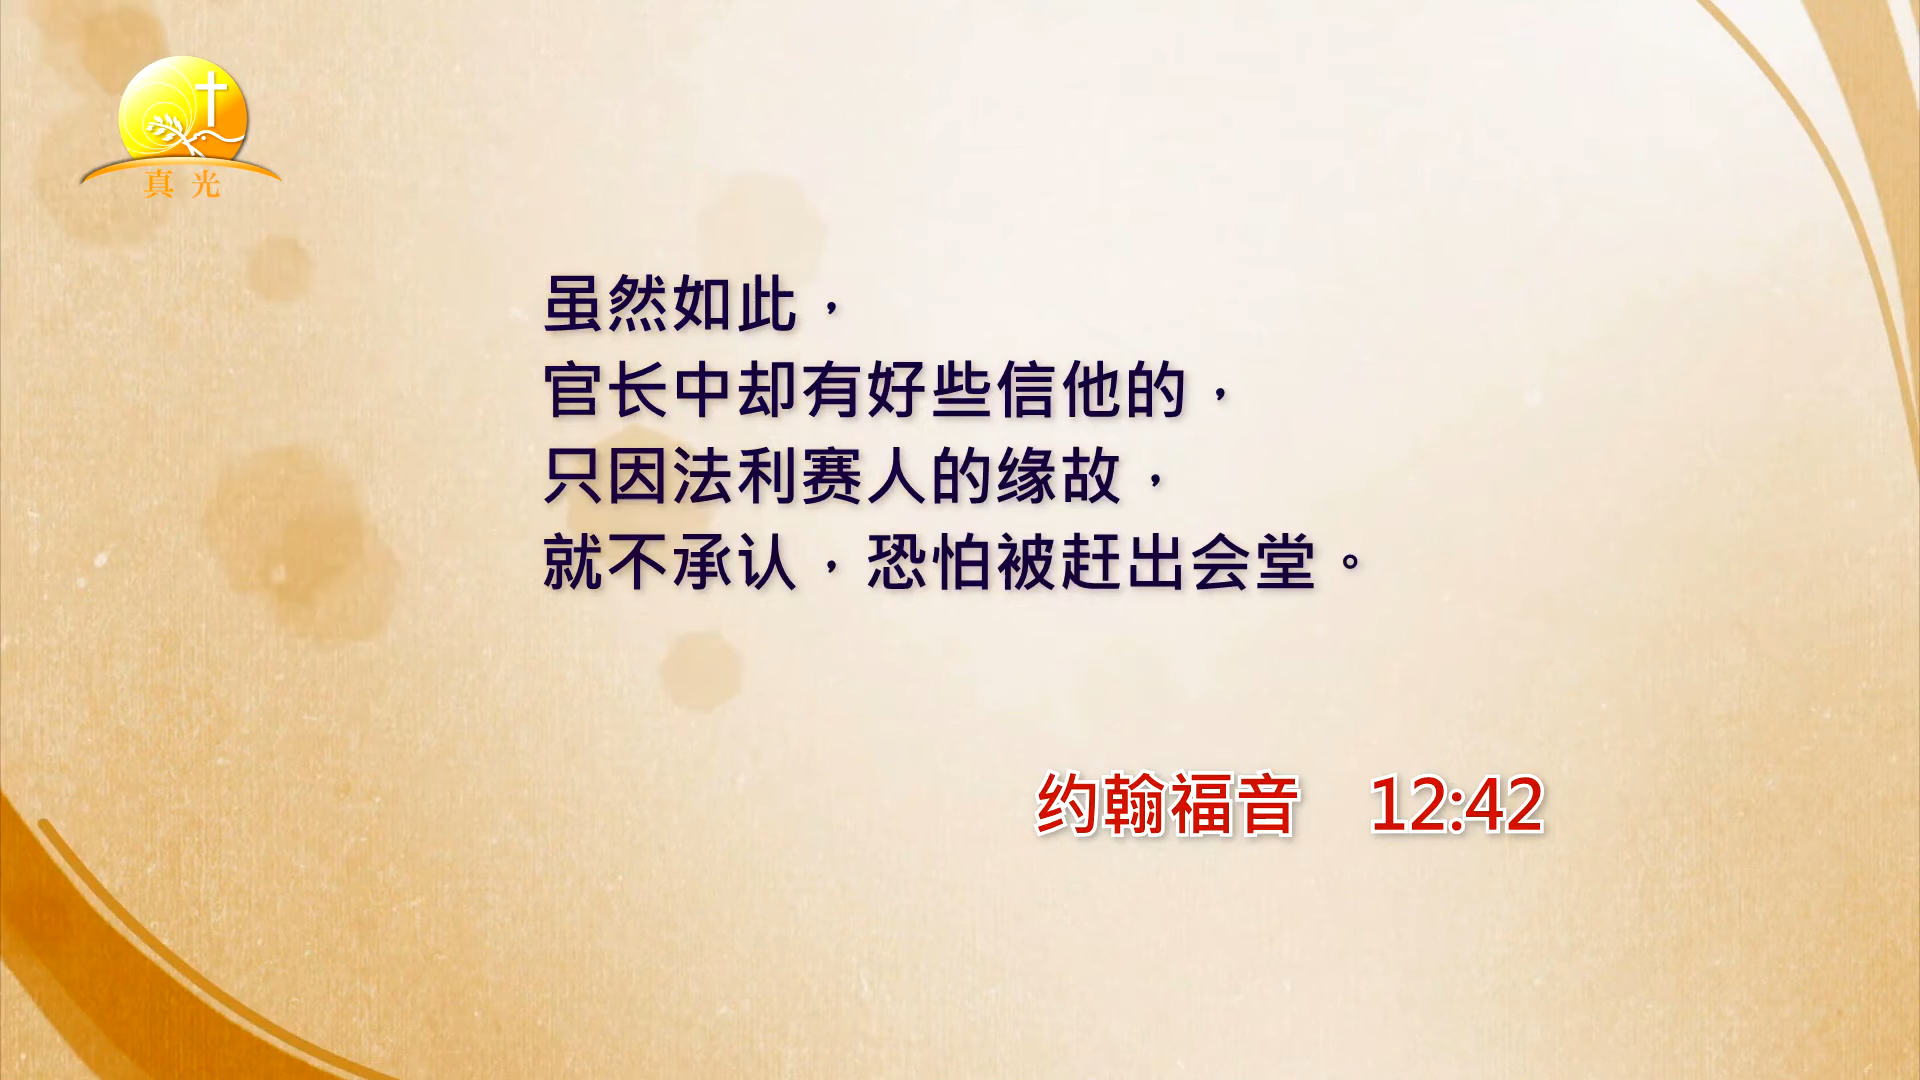 真光
虽然如此，
官长中却有好些信他的，
只因法利赛人的缘故，
就不承认，恐怕被赶出会堂。
约翰福音 12:42